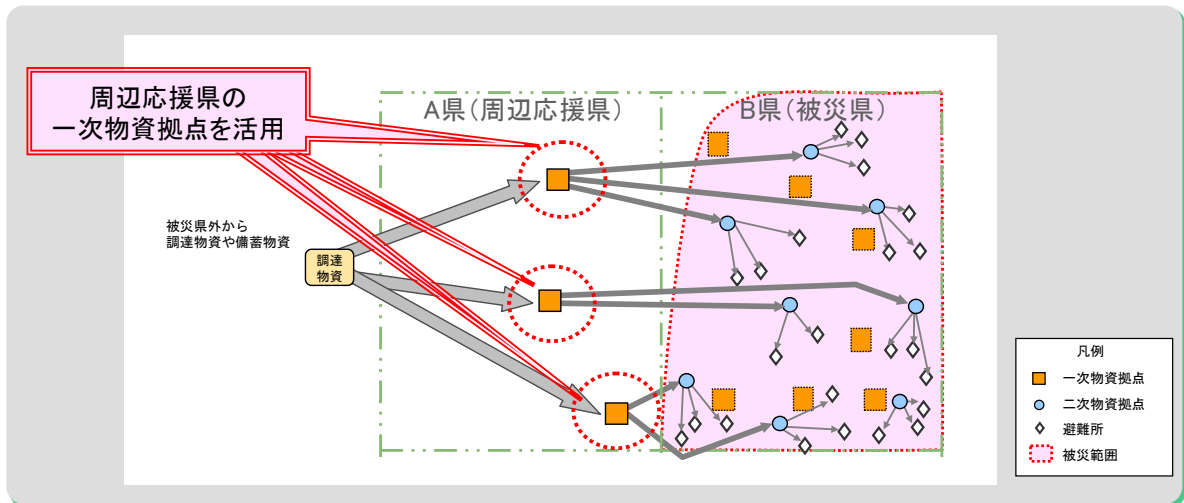 周辺応援県の
一次物資拠点を活用
A県(周辺応援県)
B県(被災県)
被災県外から
調達物資や備蓄物資
調達
物資
凡例
一次物資拠点
二次物資拠点
避難所
被災範囲